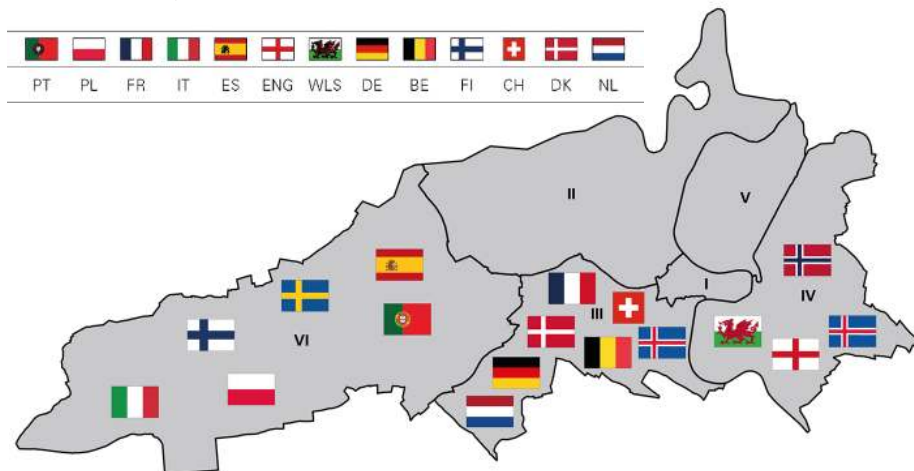 PT PL FR IT ES ENG WLS DE BE FI CH DK NL
II
V
I
IV
III
VI